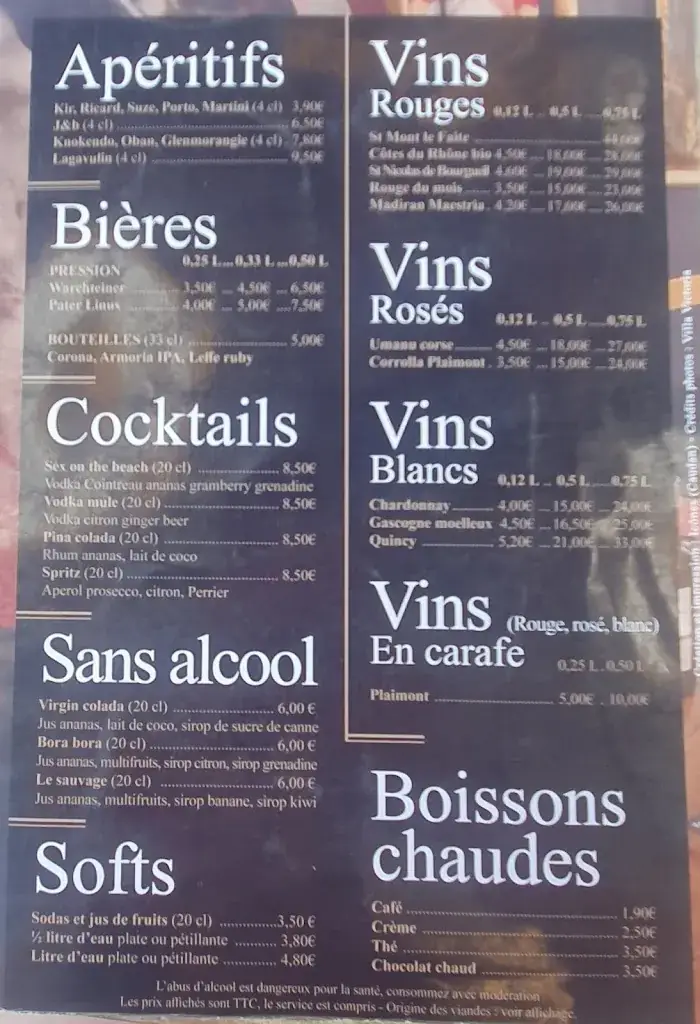 Apéritifs
Kir, Ricard, Suze, Porto, Martini (4 cl) 3,90€
J&b (4 cl) ........ 6,50€
Knokendo, Oban, Glenmorangie (4 cl) . 7,80€
Lagavulin (4 cl) ........ 9,50€
Bières
0,25 L....0,33 L ...0,50 L
PRESSION
Warchteiner ........ 3,50€ ... 4,50€ ... 6,50€
Pater Linus ........ 4,00€ ... 5,00€ ....7,50€
BOUTEILLES (33 cl) ........ 5,00€
Corona, Armoria IPA, Leffe ruby
Cocktails
Sex on the beach (20 cl) ........ 8,50€
Vodka Cointreau ananas gramberry grenadine
Vodka mule (20 cl) ........ 8,50€
Vodka citron ginger beer
Pina colada (20 cl) ........ 8,50€
Rhum ananas, lait de coco
Spritz (20 cl) ........ 8,50€
Aperol prosecco, citron, Perrier
Sans alcool
Virgin colada (20 cl) ........ 6,00 €
Jus ananas, lait de coco, sirop de sucre de canne
Bora bora (20 cl) ........ 6,00 €
Jus ananas, multifruits, sirop citron, sirop grenadine
Le sauvage (20 cl) ........ 6,00 €
Jus ananas, multifruits, sirop banane, sirop kiwi
Softs
Sodas et jus de fruits (20 cl) ........3,50 €
½ litre d'eau plate ou pétillante ........ 3,80€
Litre d'eau plate ou pétillante ........ 4,80€
Vins
Rouges 0,12 L ... 0,5 L ....0,75 L
St Mont le Faîte ........
Côtes du Rhône bio 4,50€ ... 18,00€ ... 28,00€
St Nicolas de Bourgueil 4,60€ ... 19,00€ ... 29,00€
Rouge du mois ...... 3,50€ ... 15,00€ ... 23,00€
Madiran Maestria . 4,20€ ... 17,00€ ... 26,00€
Vins
Rosés 0,12 L .. 0,5 L ....0,75 L
Umanu corse ........ 4,50€ ... 18,00€ ... 27,00€
Corrolla Plaimont . 3,50€ ... 15,00€ ... 24,00€
Vins
Blancs 0,12 L .. 0,5 L ....0,75 L
Chardonnay ........ 4,00€ ... 15,00€ ... 24,00€
Gascogne moelleux 4,50€ ... 16,50€ ... 25,00€
Quincy ........ 5,20€ ... 21,00€ ... 33,00€
Vins (Rouge, rosé, blanc)
En carafe 0,25 L . 0,50 L
Plaimont ........ 5,00€ . 10,00€
Boissons
chaudes
Café ........ 1,90€
Crème ........ 2,50€
Thé ........ 3,50€
Chocolat chaud ........ 3,50€
L'abus d'alcool est dangereux pour la santé, consommez avec modération
Les prix affichés sont TTC, le service est compris - Origine des viandes : voir affichage.
Création et impression : Ioimee (Caudan) - Crédits photos : Villa Victoria